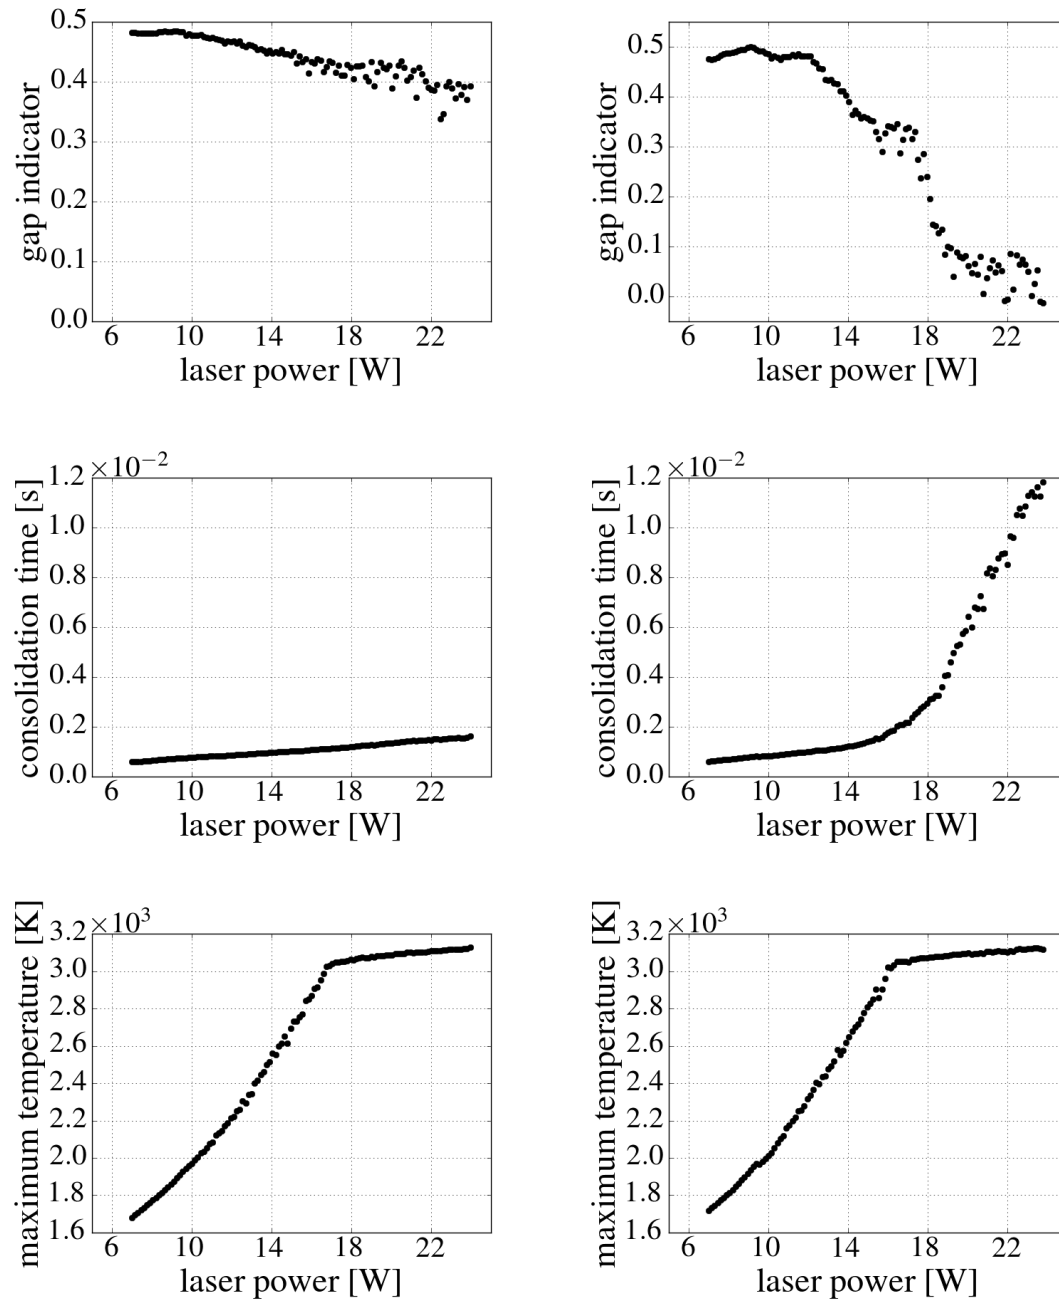 gap indicator
0.5
0.4
0.3
0.2
0.1
0.0
6 10 14 18 22
laser power [W]
gap indicator
0.5
0.4
0.3
0.2
0.1
0.0
6 10 14 18 22
laser power [W]
consolidation time [s]
×10−2
1.2
1.0
0.8
0.6
0.4
0.2
0.0
6 10 14 18 22
laser power [W]
consolidation time [s]
×10−2
1.2
1.0
0.8
0.6
0.4
0.2
0.0
6 10 14 18 22
laser power [W]
maximum temperature [K]
×10³
3.2
3.0
2.6
2.4
2.2
2.0
1.8
1.6
6 10 14 18 22
laser power [W]
maximum temperature [K]
×10³
3.2
3.0
2.6
2.4
2.2
2.0
1.8
1.6
6 10 14 18 22
laser power [W]